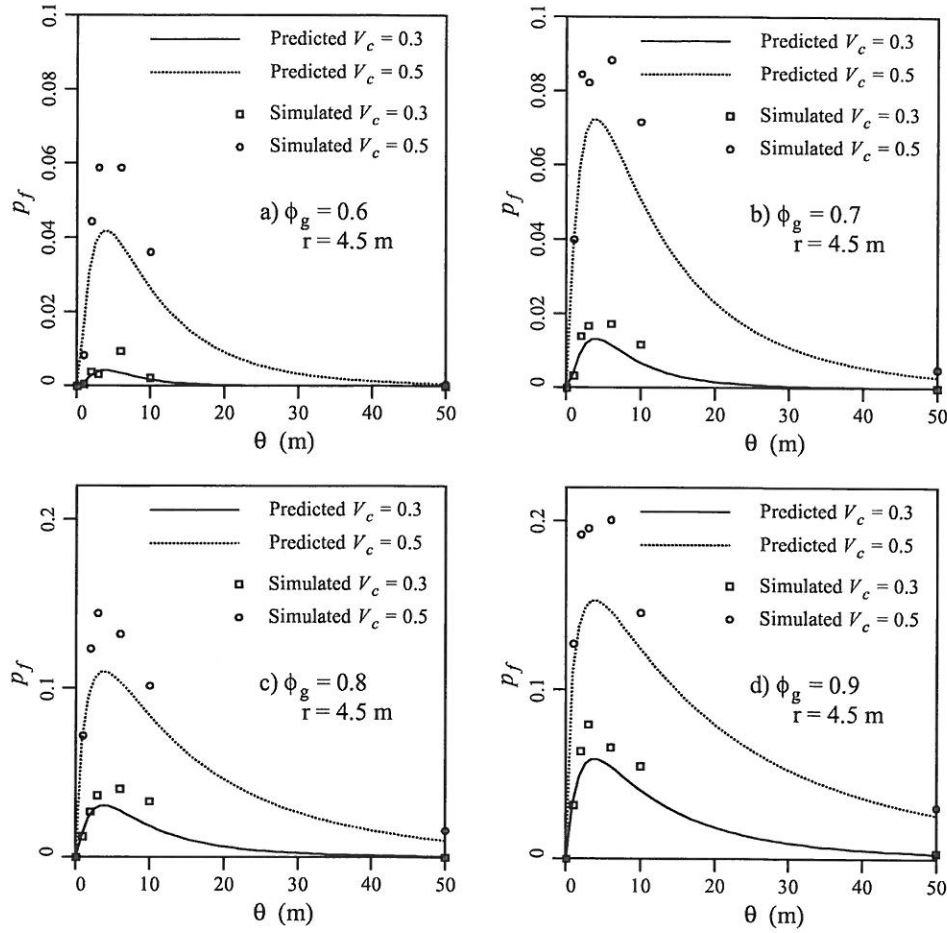 0.1
0.08
0.06
0.04
0.02
0
p_f
Predicted V_c = 0.3
Predicted V_c = 0.5
Simulated V_c = 0.3
Simulated V_c = 0.5
a) ϕ_g = 0.6
r = 4.5 m
0 10 20 30 40 50
θ (m)
0.1
0.08
0.06
0.04
0.02
0
p_f
Predicted V_c = 0.3
Predicted V_c = 0.5
Simulated V_c = 0.3
Simulated V_c = 0.5
b) ϕ_g = 0.7
r = 4.5 m
0 10 20 30 40 50
θ (m)
0.2
0.1
0
p_f
Predicted V_c = 0.3
Predicted V_c = 0.5
Simulated V_c = 0.3
Simulated V_c = 0.5
c) ϕ_g = 0.8
r = 4.5 m
0 10 20 30 40 50
θ (m)
0.2
0.1
0
p_f
Predicted V_c = 0.3
Predicted V_c = 0.5
Simulated V_c = 0.3
Simulated V_c = 0.5
d) ϕ_g = 0.9
r = 4.5 m
0 10 20 30 40 50
θ (m)